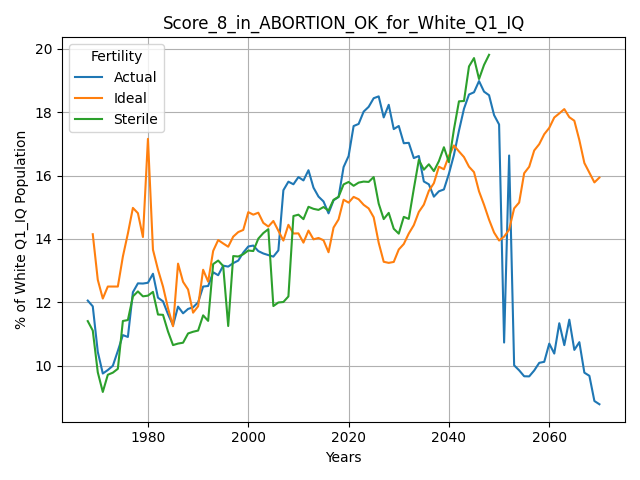 Score_8_in_ABORTION_OK_for_White_Q1_IQ
Fertility
Actual
Ideal
Sterile
% of White Q1_IQ Population
20
18
16
14
12
10
1980
2000
2020
2040
2060
Years